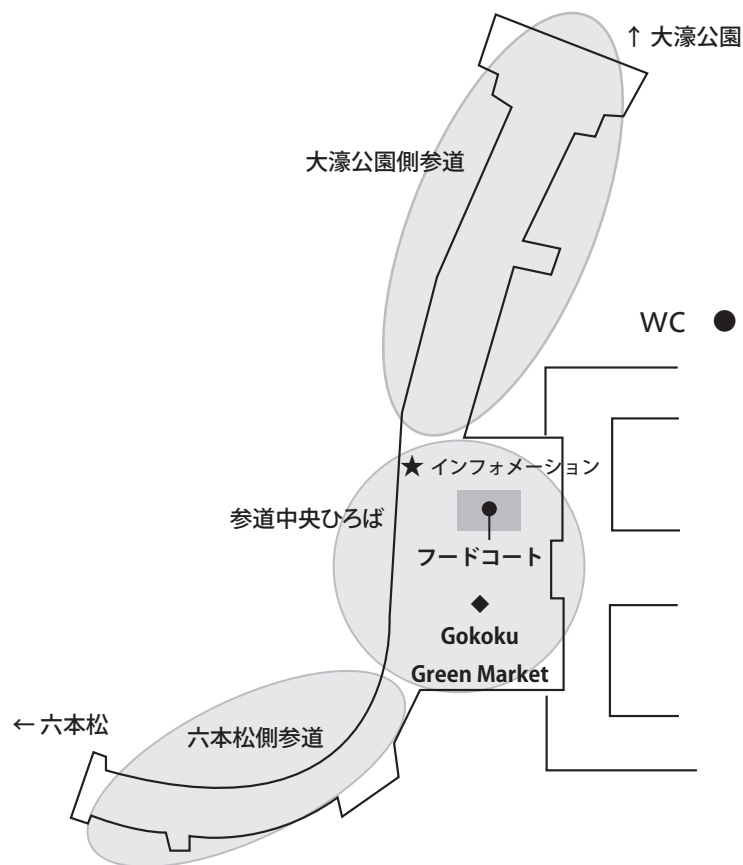 ↑ 大濠公園
大濠公園側参道
WC ●
★ インフォメーション
参道中央ひろば
フードコート
◆
Gokoku
Green Market
← 六本松
六本松側参道